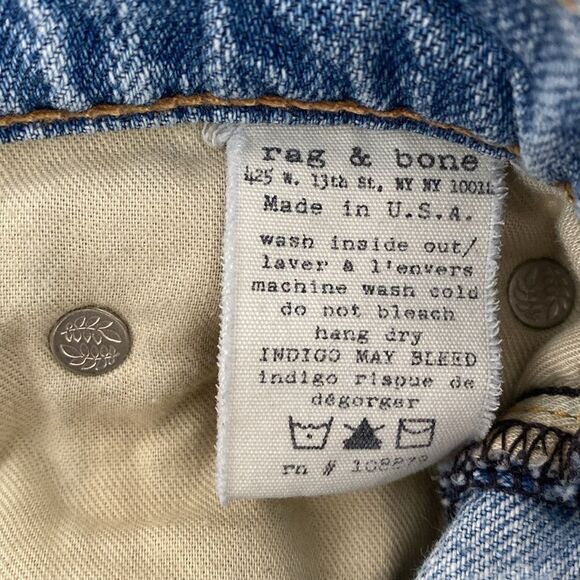 rag & bone
425 W. 13th St, NY NY 10014
Made in U.S.A.
wash inside out/
laver à l'envers
machine wash cold
do not bleach
hang dry
INDIGO MAY BLEED
indigo risque de
dégorger
rn #